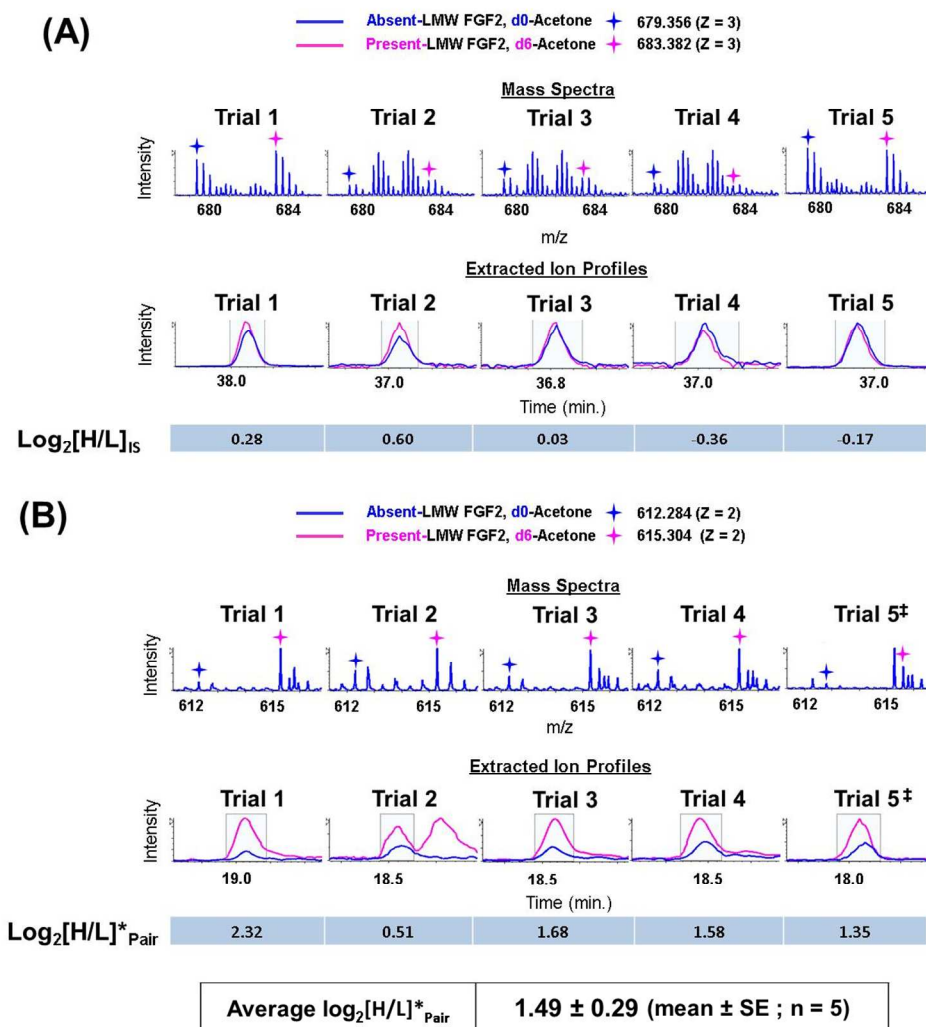 (A)
Absent-LMW FGF2, d0-Acetone 679.356 (Z = 3)
Present-LMW FGF2, d6-Acetone 683.382 (Z = 3)
Mass Spectra
Trial 1 Trial 2 Trial 3 Trial 4 Trial 5
Intensity
680 684 680 684 680 684 680 684 680 684
m/z
Extracted Ion Profiles
Trial 1 Trial 2 Trial 3 Trial 4 Trial 5
Intensity
38.0 37.0 36.8 37.0 37.0
Time (min.)
Log2[H/L]IS 0.28 0.60 0.03 -0.36 -0.17
(B)
Absent-LMW FGF2, d0-Acetone 612.284 (Z = 2)
Present-LMW FGF2, d6-Acetone 615.304 (Z = 2)
Mass Spectra
Trial 1 Trial 2 Trial 3 Trial 4 Trial 5‡
Intensity
612 615 612 615 612 615 612 615 612 615
m/z
Extracted Ion Profiles
Trial 1 Trial 2 Trial 3 Trial 4 Trial 5‡
Intensity
19.0 18.5 18.5 18.5 18.0
Time (min.)
Log2[H/L]*Pair 2.32 0.51 1.68 1.58 1.35
Average log2[H/L]*Pair 1.49 ± 0.29 (mean ± SE ; n = 5)